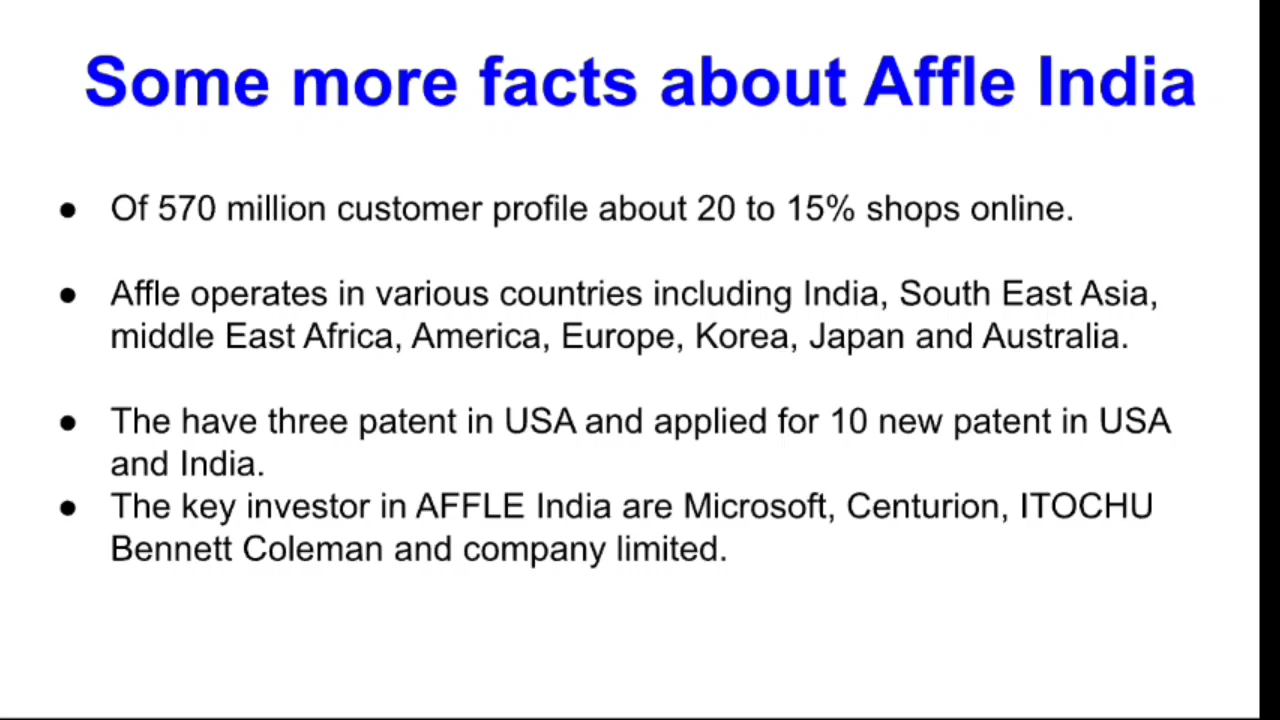 Some more facts about Affle India
● Of 570 million customer profile about 20 to 15% shops online.
● Affle operates in various countries including India, South East Asia,
middle East Africa, America, Europe, Korea, Japan and Australia.
● The have three patent in USA and applied for 10 new patent in USA
and India.
● The key investor in AFFLE India are Microsoft, Centurion, ITOCHU
Bennett Coleman and company limited.